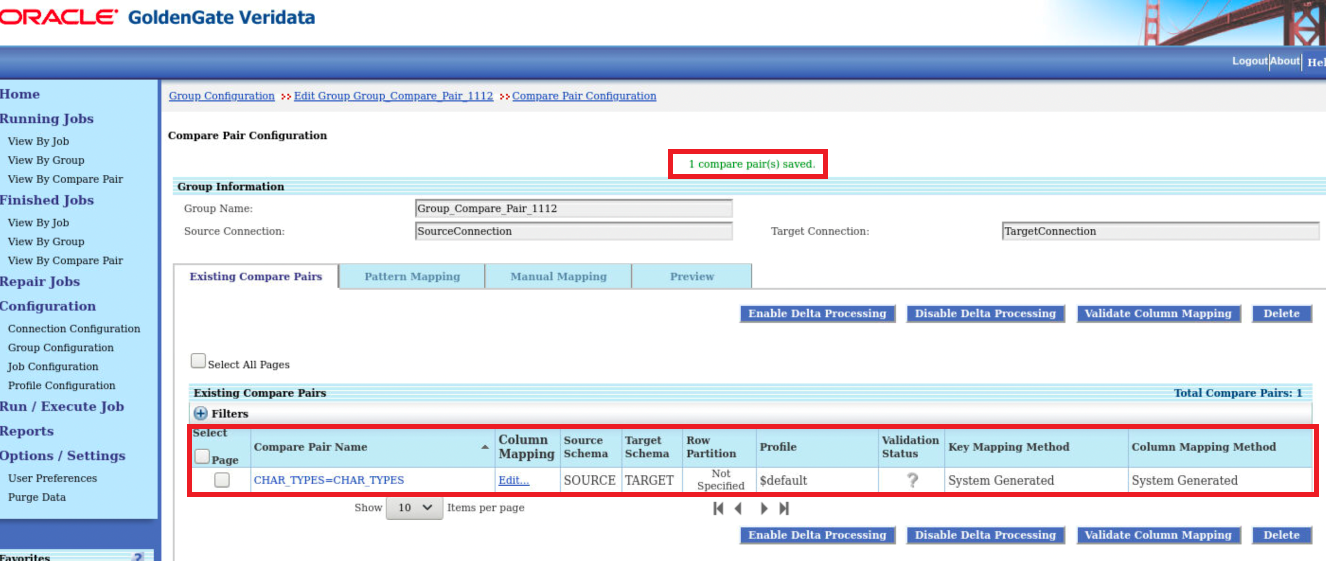 ORACLE GoldenGate Veridata
Logout About
Home
Running Jobs
View By Job
View By Group
View By Compare Pair
Finished Jobs
View By Job
View By Group
View By Compare Pair
Repair Jobs
Configuration
Connection Configuration
Group Configuration
Job Configuration
Profile Configuration
Run / Execute Job
Reports
Options / Settings
User Preferences
Purge Data
Favorites ?
Group Configuration >> Edit Group Group_Compare_Pair_1112 >> Compare Pair Configuration
Compare Pair Configuration
1 compare pair(s) saved.
Group Information
Group Name: Group_Compare_Pair_1112
Source Connection: SourceConnection Target Connection: TargetConnection
Existing Compare Pairs Pattern Mapping Manual Mapping Preview
Enable Delta Processing Disable Delta Processing Validate Column Mapping Delete
Select All Pages
Existing Compare Pairs Total Compare Pairs: 1
Filters
Select Page Compare Pair Name Column Mapping Source Schema Target Schema Row Partition Profile Validation Status Key Mapping Method Column Mapping Method
CHAR_TYPES=CHAR_TYPES Edit... SOURCE TARGET Not Specified $default ? System Generated System Generated
Show 10 Items per page
Enable Delta Processing Disable Delta Processing Validate Column Mapping Delete